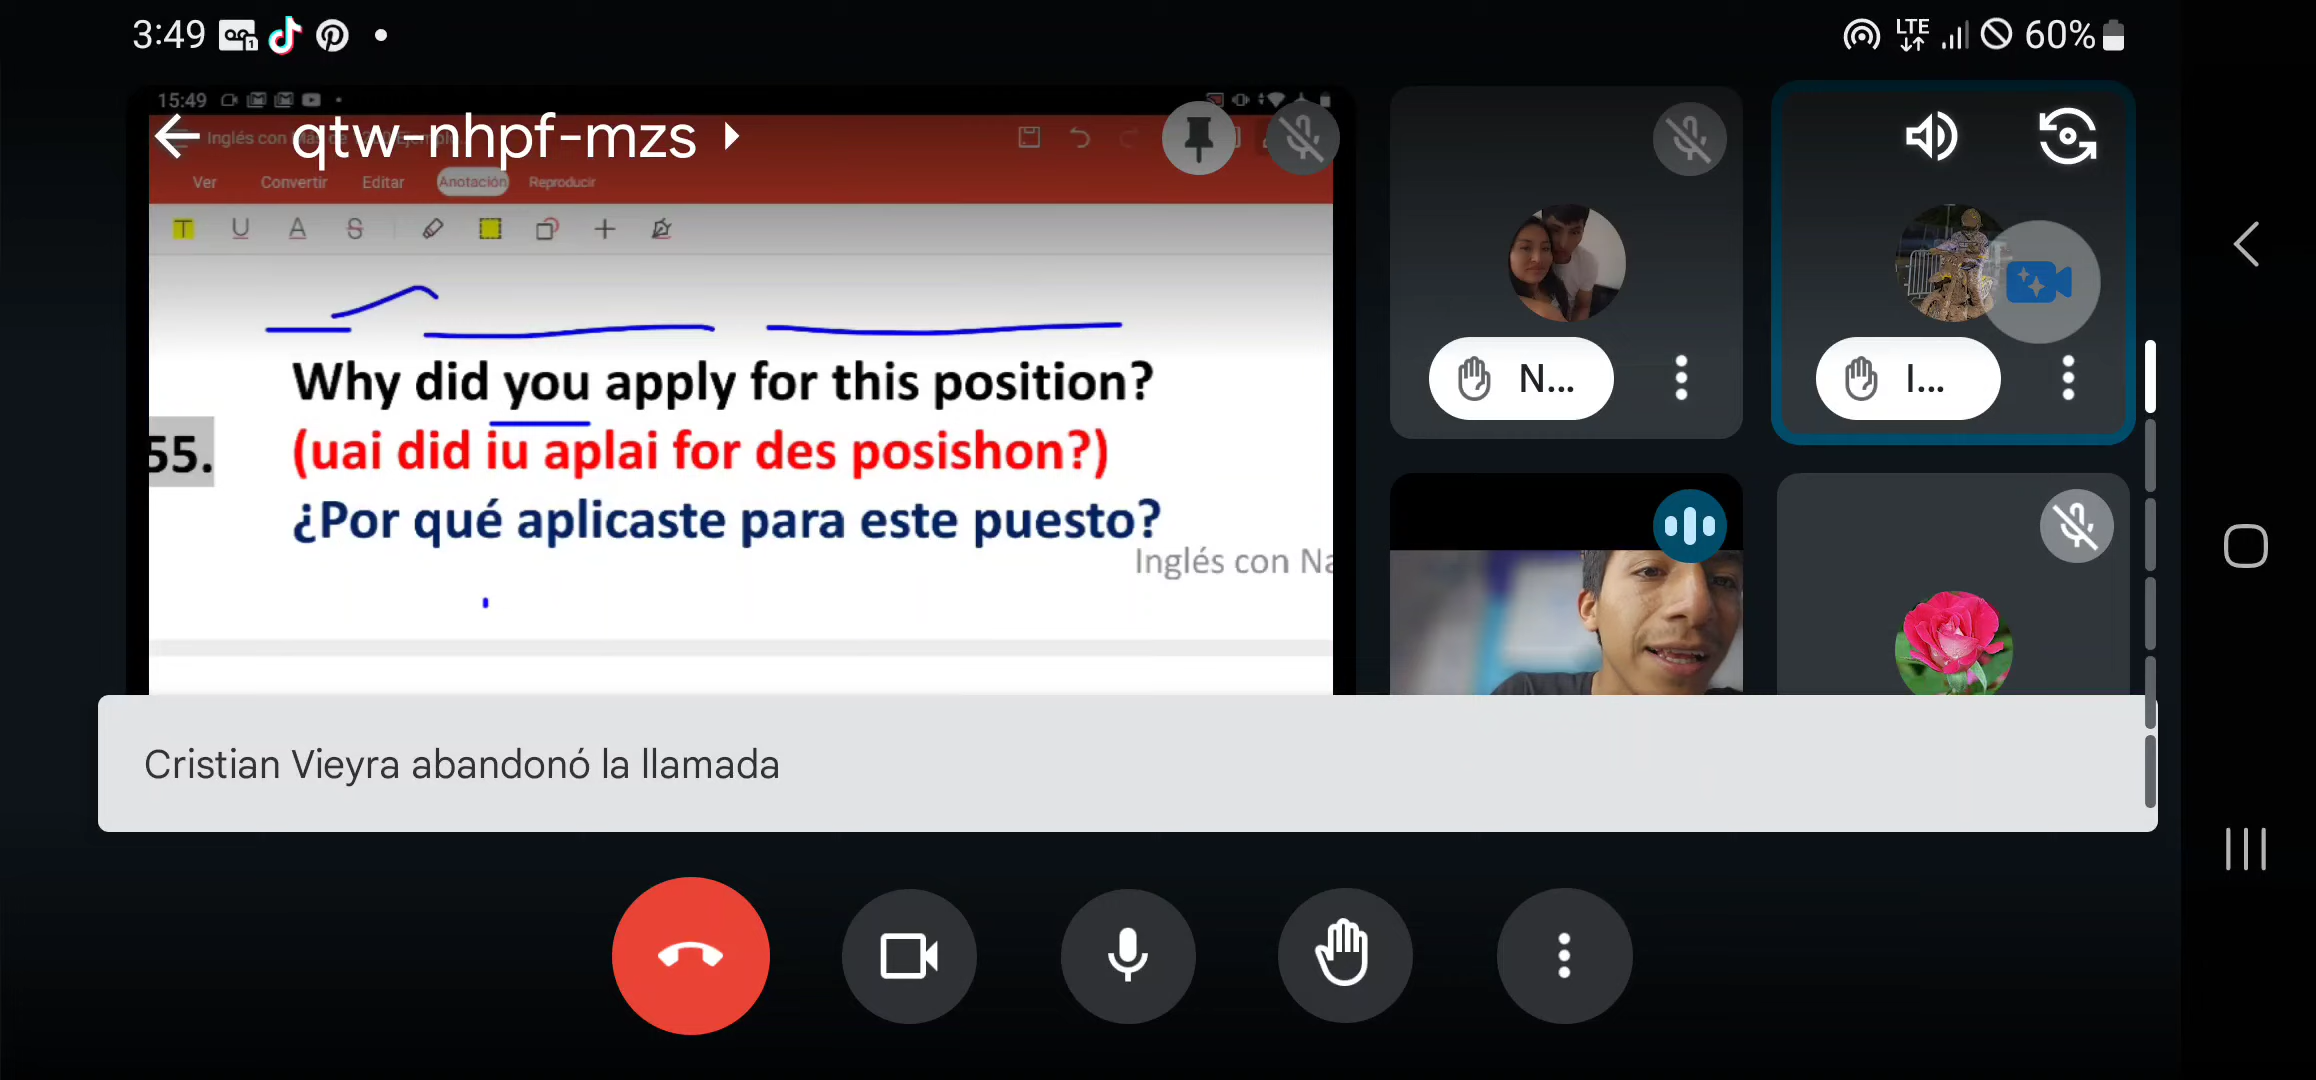 3:49
LTE
60%
15:49
Inglés con
qtw-nhpf-mzs
Ver Convertir Editar Anotación Reproducir
T U A S
Why did you apply for this position?
55.
(uai did iu aplai for des posishon?)
¿Por qué aplicaste para este puesto?
Inglés con Na
N...
I...
Cristian Vieyra abandonó la llamada